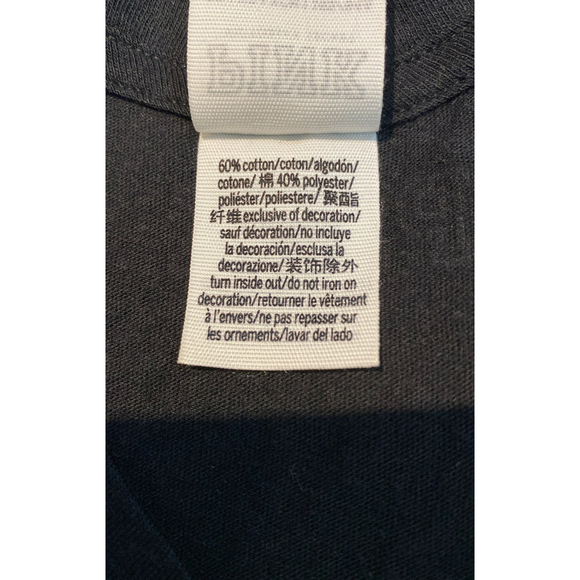 PINK
60% cotton/coton/algodón/
cotone/ 棉 40% polyester/
poliéster/poliestere/ 聚酯
纤维 exclusive of decoration/
sauf décoration/no incluye
la decoración/esclusa la
decorazione/装饰除外
turn inside out/do not iron on
decoration/retourner le vêtement
à l'envers/ne pas repasser sur
les ornements/lavar del lado